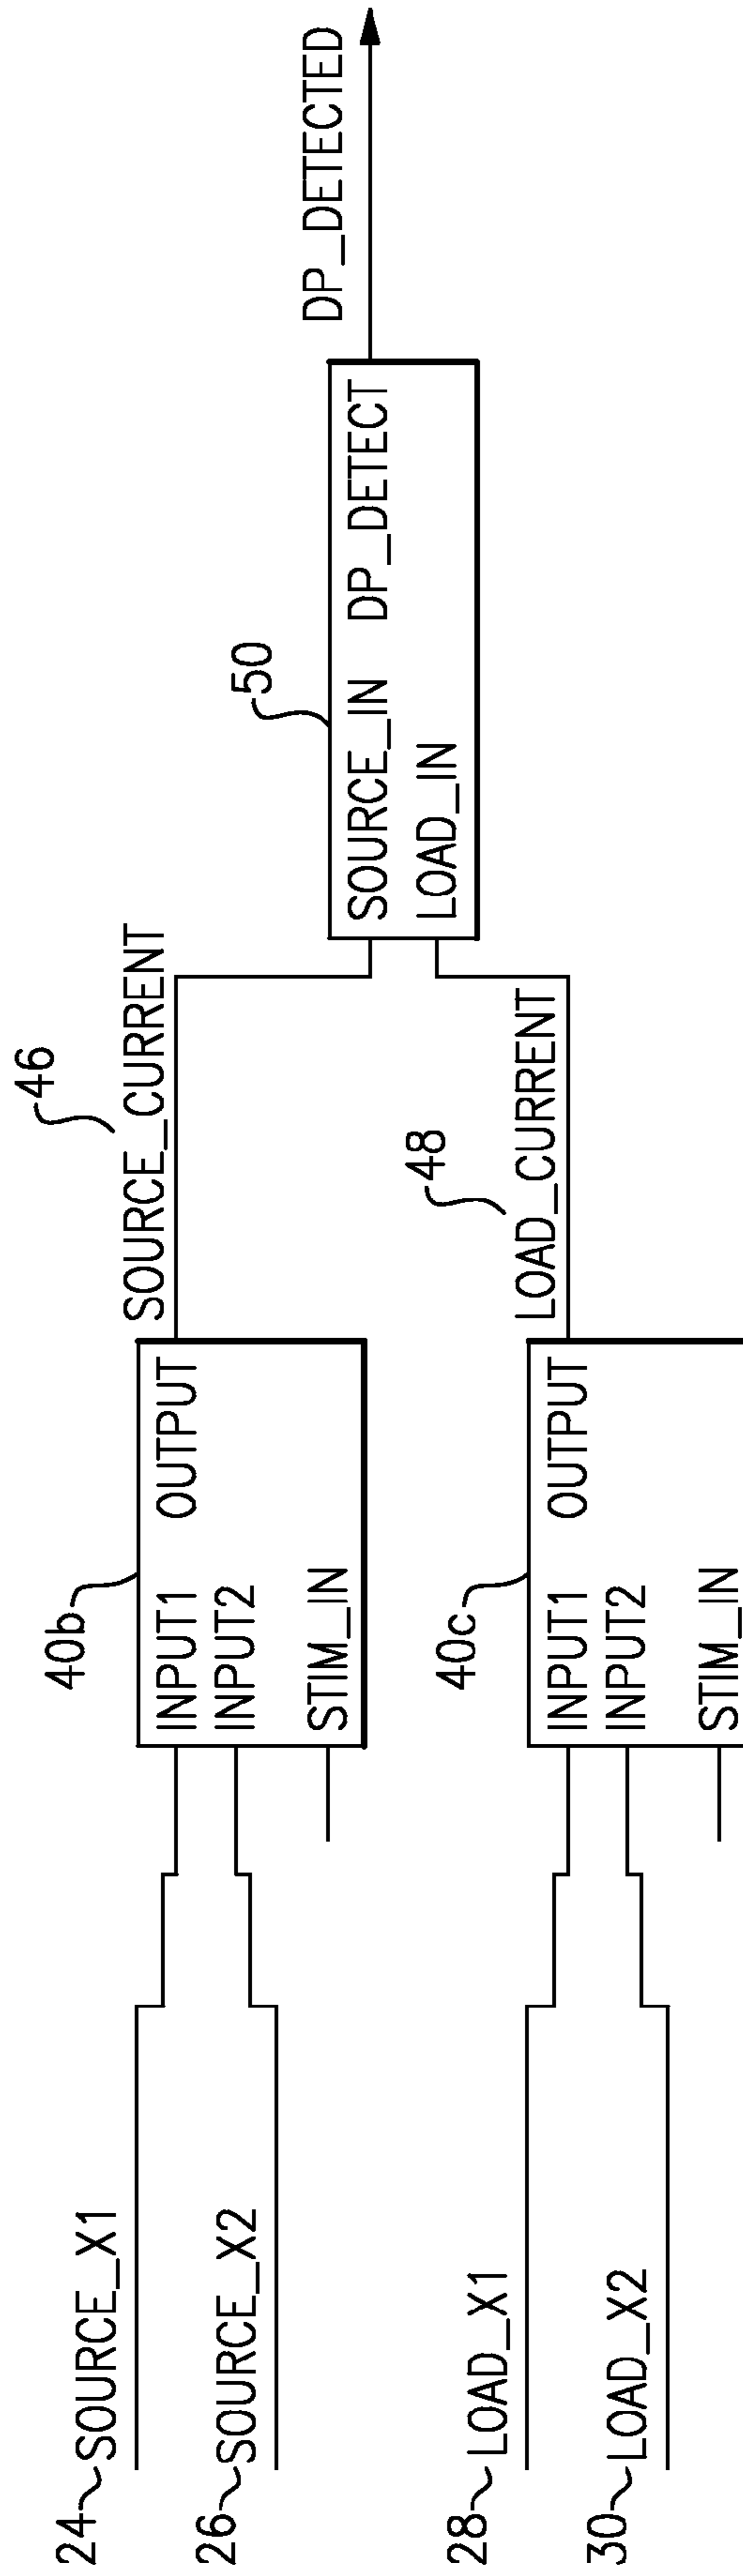 24 SOURCE_X1
26 SOURCE_X2
40b
INPUT1 OUTPUT
INPUT2
STIM_IN
46
SOURCE_CURRENT
28 LOAD_X1
30 LOAD_X2
40c
INPUT1 OUTPUT
INPUT2
STIM_IN
48
LOAD_CURRENT
50
SOURCE_IN DP_DETECT
LOAD_IN
DP_DETECTED